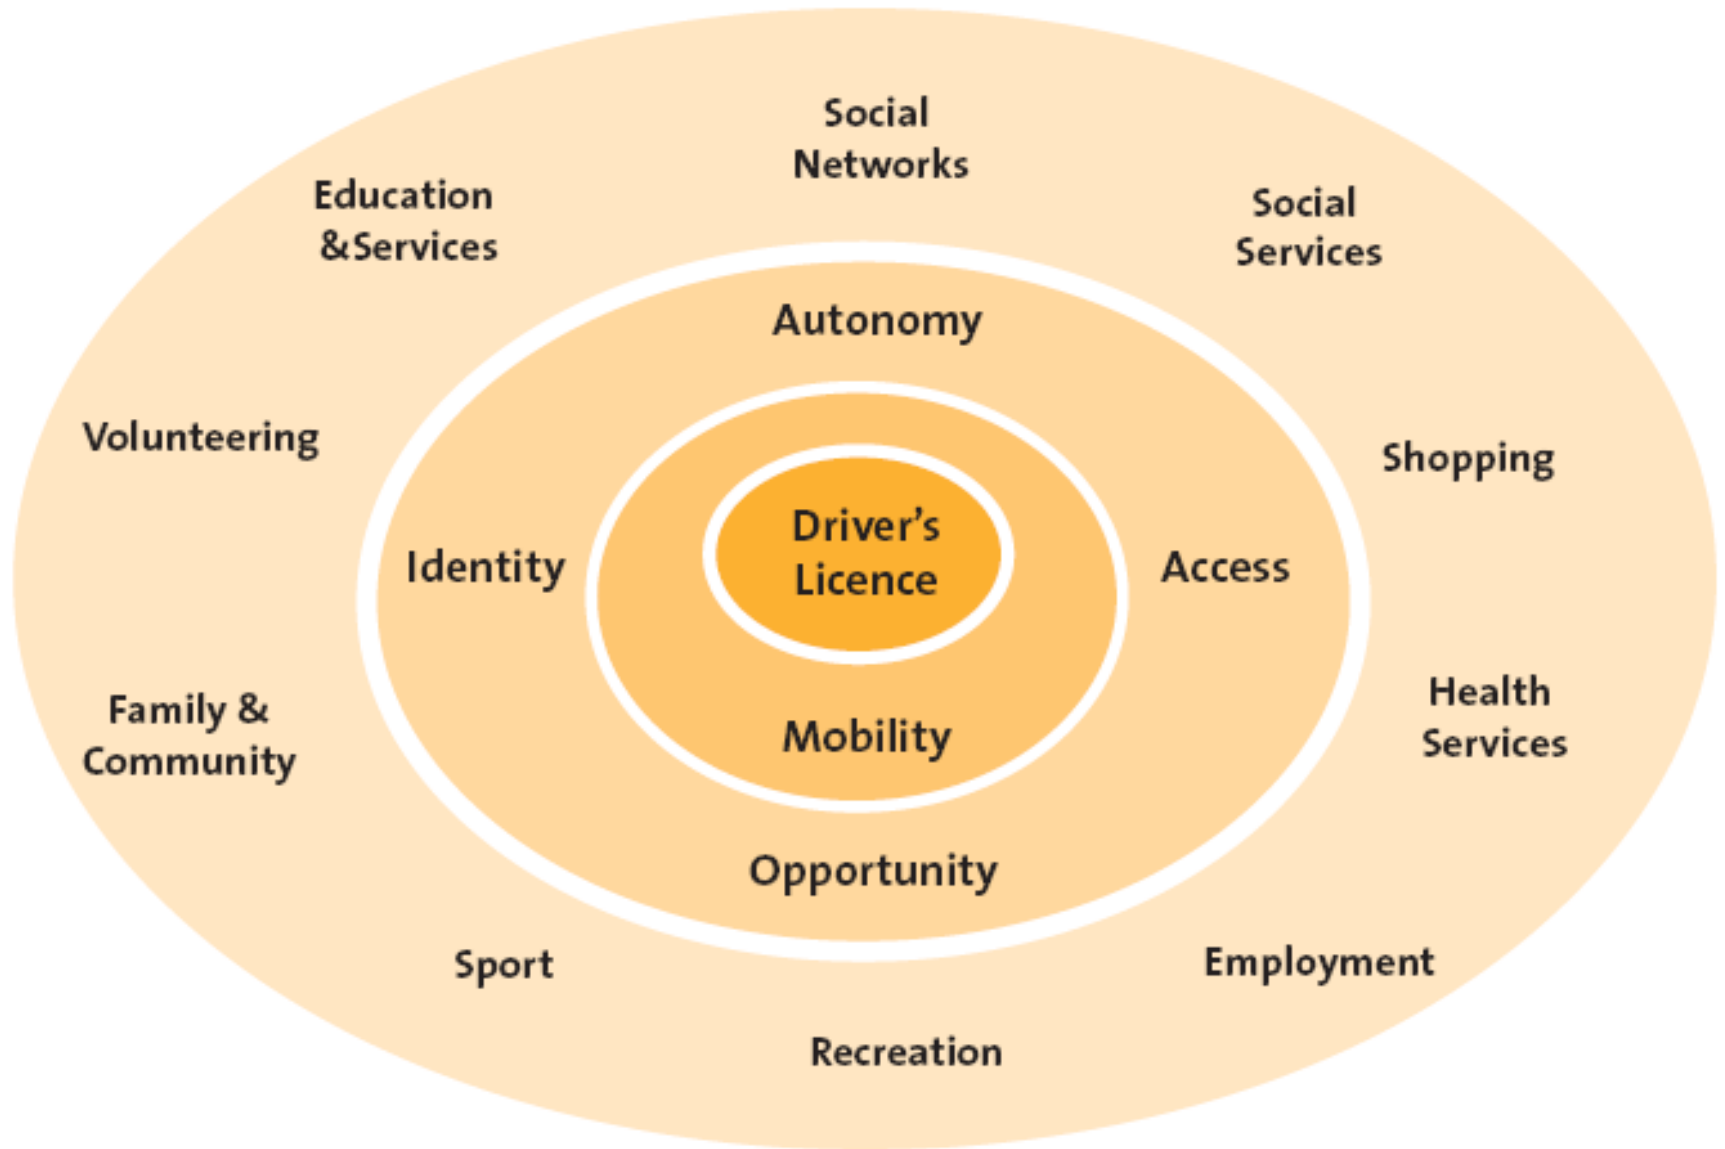 Social
Networks
Education
&Services
Social
Services
Autonomy
Volunteering
Shopping
Driver’s
Licence
Identity
Access
Mobility
Family &
Community
Health
Services
Opportunity
Sport
Employment
Recreation